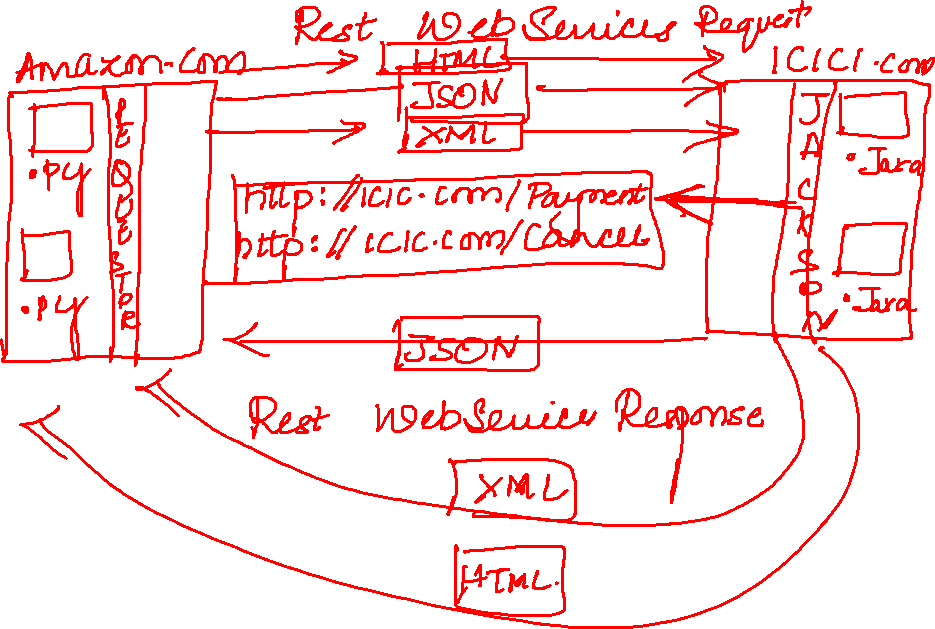 Rest WebServices Request
Amazon.com
HTML
ICICI.com
JSON
XML
REQUESTOR
JACKSON
.PY
.Java
http://ICIC.com/Payment
http://ICIC.com/Cancel
.PY
.Java
JSON
Rest WebService Response
XML
HTML.